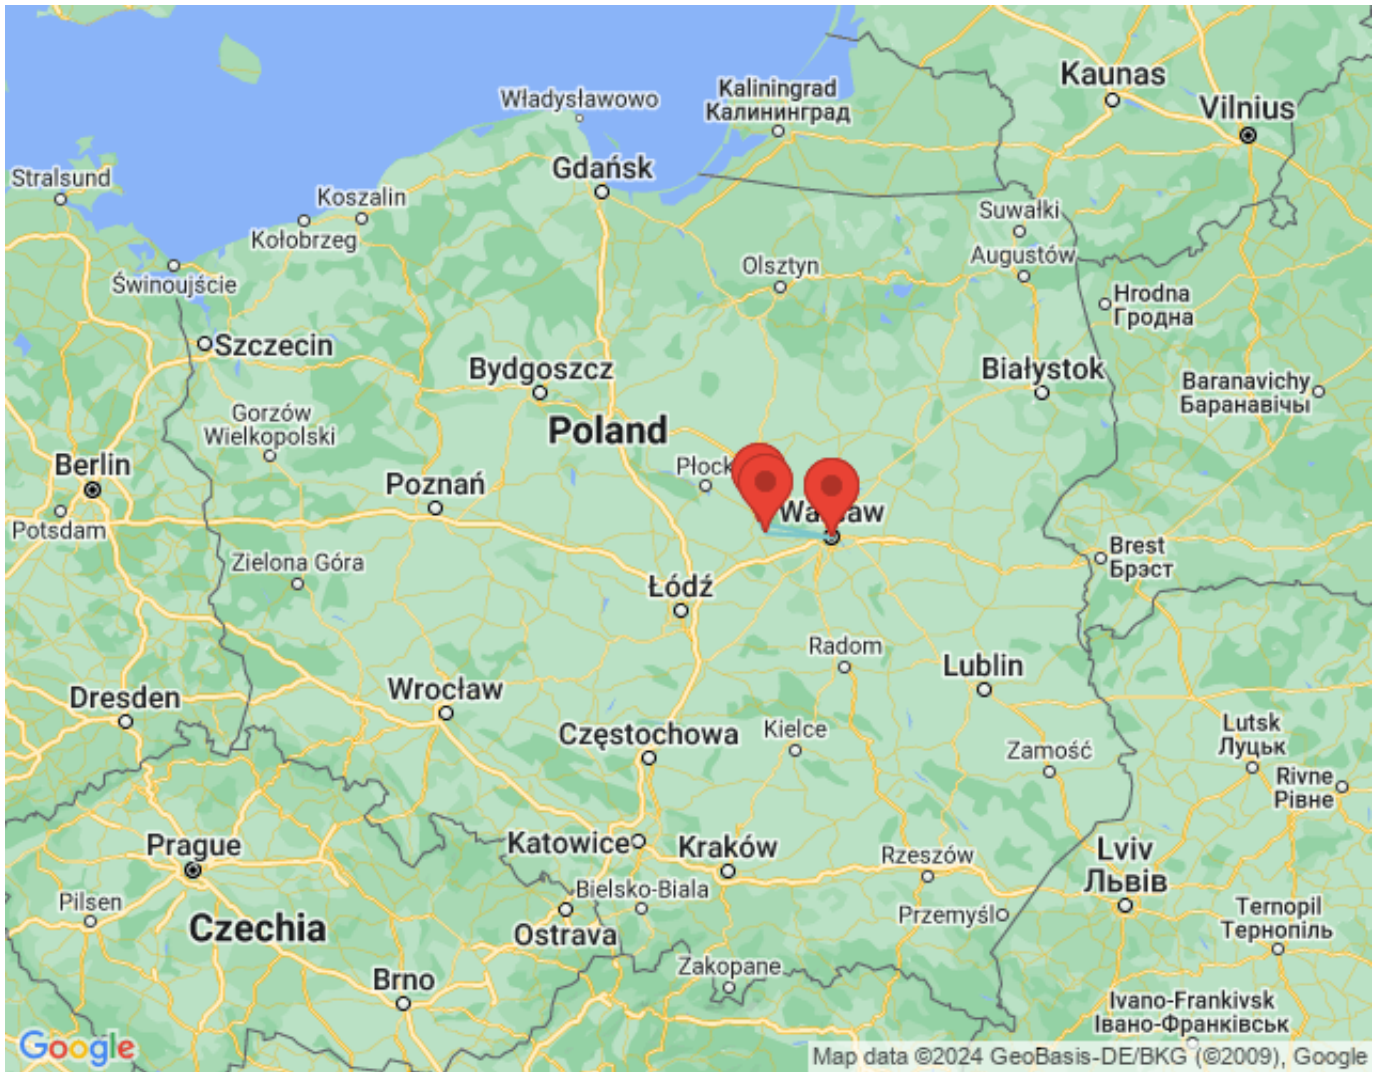 Kaunas
Kaliningrad
Калининград
Władysławowo
Vilnius
Gdańsk
Stralsund
Koszalin
Suwałki
Kołobrzeg
Augustów
Olsztyn
Świnoujście
Hrodna
Гродна
Szczecin
Bydgoszcz
Białystok
Baranavichy
Баранавічы
Gorzów
Wielkopolski
Poland
Berlin
Płock
Poznań
Warsaw
Potsdam
Brest
Брэст
Zielona Góra
Łódź
Radom
Lublin
Wrocław
Dresden
Lutsk
Луцьк
Częstochowa
Kielce
Zamość
Rivne
Рівне
Prague
Katowice
Kraków
Lviv
Львів
Rzeszów
Bielsko-Biala
Pilsen
Ternopil
Тернопіль
Przemyśl
Czechia
Ostrava
Zakopane
Brno
Ivano-Frankivsk
Івано-Франківськ
Google
Map data ©2024 GeoBasis-DE/BKG (©2009), Google